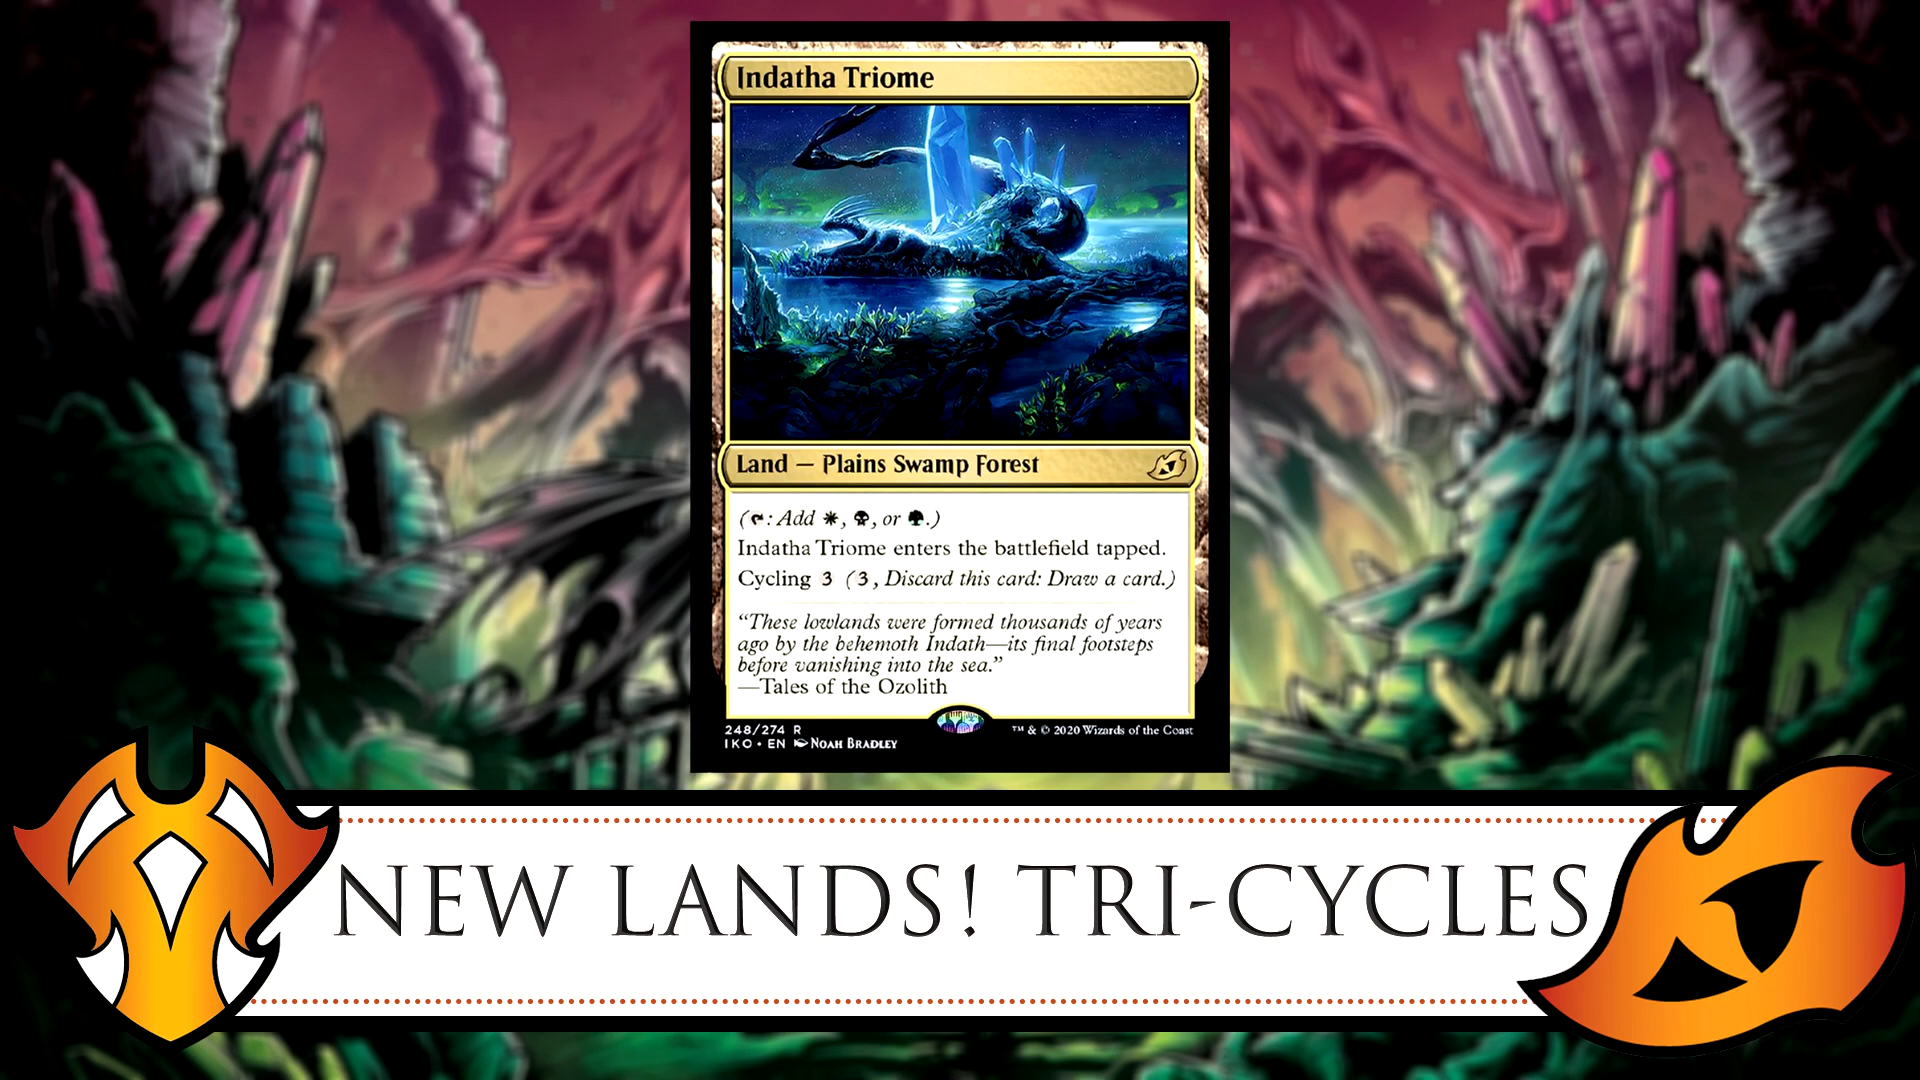 Indatha Triome
Land — Plains Swamp Forest
( : Add , , or .)
Indatha Triome enters the battlefield tapped.
Cycling 3 (3, Discard this card: Draw a card.)
“These lowlands were formed thousands of years
ago by the behemoth Indath—its final footsteps
before vanishing into the sea.”
—Tales of the Ozolith
248/274 R
IKO • EN Noah Bradley
™ & © 2020 Wizards of the Coast
NEW LANDS! TRI-CYCLES